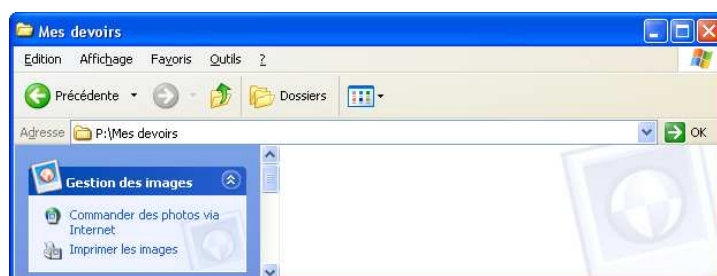 Mes devoirs
Edition Affichage Favoris Outils ?
Précédente Dossiers
Adresse P:\Mes devoirs OK
Gestion des images
Commander des photos via
Internet
Imprimer les images